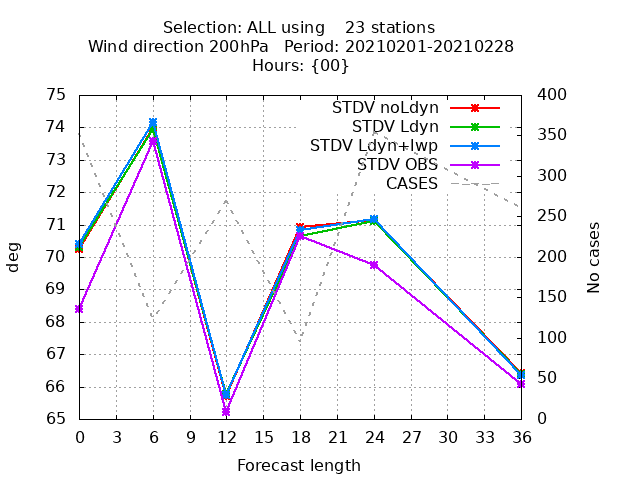 Selection: ALL using    23 stations
Wind direction 200hPa   Period: 20210201-20210228
Hours: {00}
75
74
73
72
71
70
69
68
67
66
65
400
350
300
250
200
150
100
50
0
STDV noLdyn
STDV Ldyn
STDV Ldyn+lwp
STDV OBS
CASES
deg
No cases
0 3 6 9 12 15 18 21 24 27 30 33 36
Forecast length